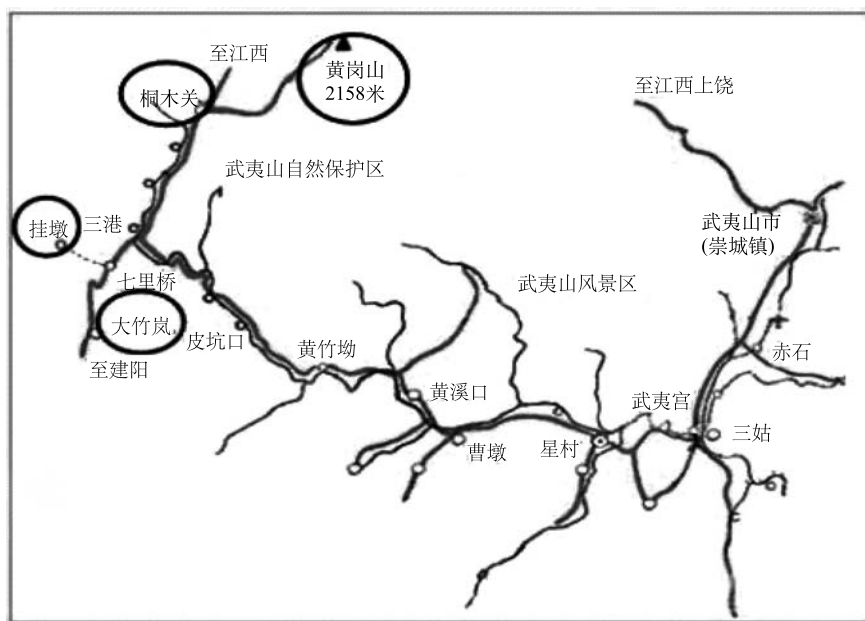 至江西
黄岗山
2158米
桐木关
至江西上饶
武夷山自然保护区
挂墩
三港
武夷山市
(崇城镇)
七里桥
武夷山风景区
大竹岚
皮坑口
黄竹坳
赤石
至建阳
黄溪口
武夷宫
三姑
曹墩
星村